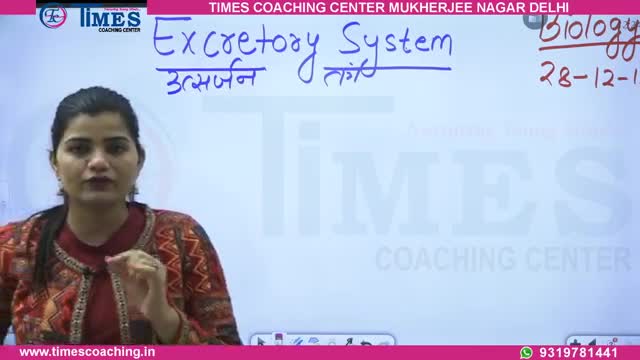 TIMES COACHING CENTER MUKHERJEE NAGAR DELHI
TiMES
COACHING CENTER
Excretory System
उत्सर्जन तंत्र
Biology
28-12-1
TiMES
COACHING CENTER
www.timescoaching.in
9319781441